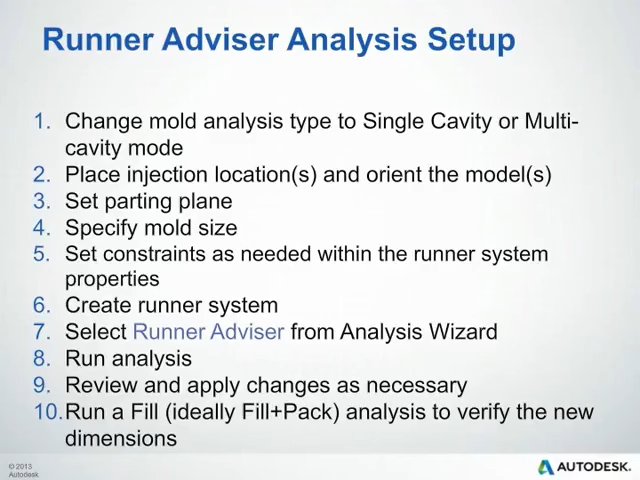 Runner Adviser Analysis Setup
1. Change mold analysis type to Single Cavity or Multi-
cavity mode
2. Place injection location(s) and orient the model(s)
3. Set parting plane
4. Specify mold size
5. Set constraints as needed within the runner system
properties
6. Create runner system
7. Select Runner Adviser from Analysis Wizard
8. Run analysis
9. Review and apply changes as necessary
10. Run a Fill (ideally Fill+Pack) analysis to verify the new
dimensions
© 2013
Autodesk
AUTODESK.